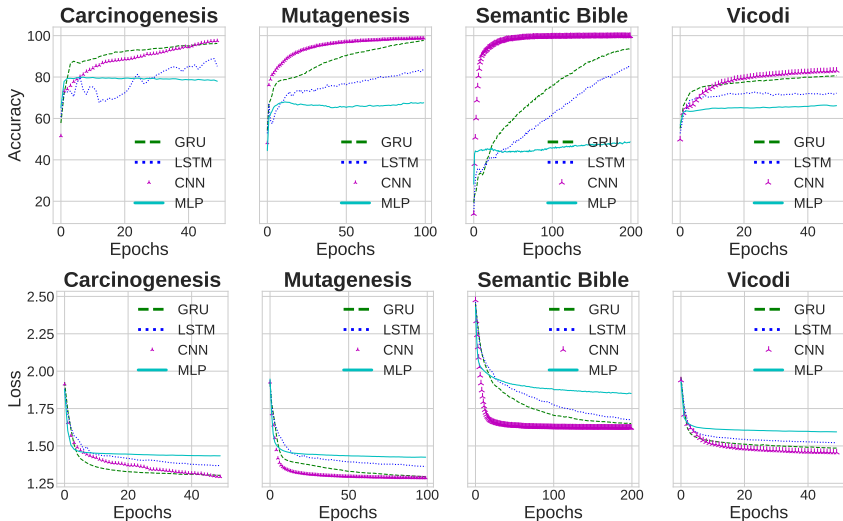 Carcinogenesis Mutagenesis Semantic Bible Vicodi
Accuracy
100
80
60
40
20
GRU
LSTM
CNN
MLP
0 20 40
Epochs
GRU
LSTM
CNN
MLP
0 50 100
Epochs
GRU
LSTM
CNN
MLP
0 100 200
Epochs
GRU
LSTM
CNN
MLP
0 20 40
Epochs
Carcinogenesis Mutagenesis Semantic Bible Vicodi
Loss
2.50
2.25
2.00
1.75
1.50
1.25
GRU
LSTM
CNN
MLP
0 20 40
Epochs
GRU
LSTM
CNN
MLP
0 50 100
Epochs
GRU
LSTM
CNN
MLP
0 100 200
Epochs
GRU
LSTM
CNN
MLP
0 20 40
Epochs